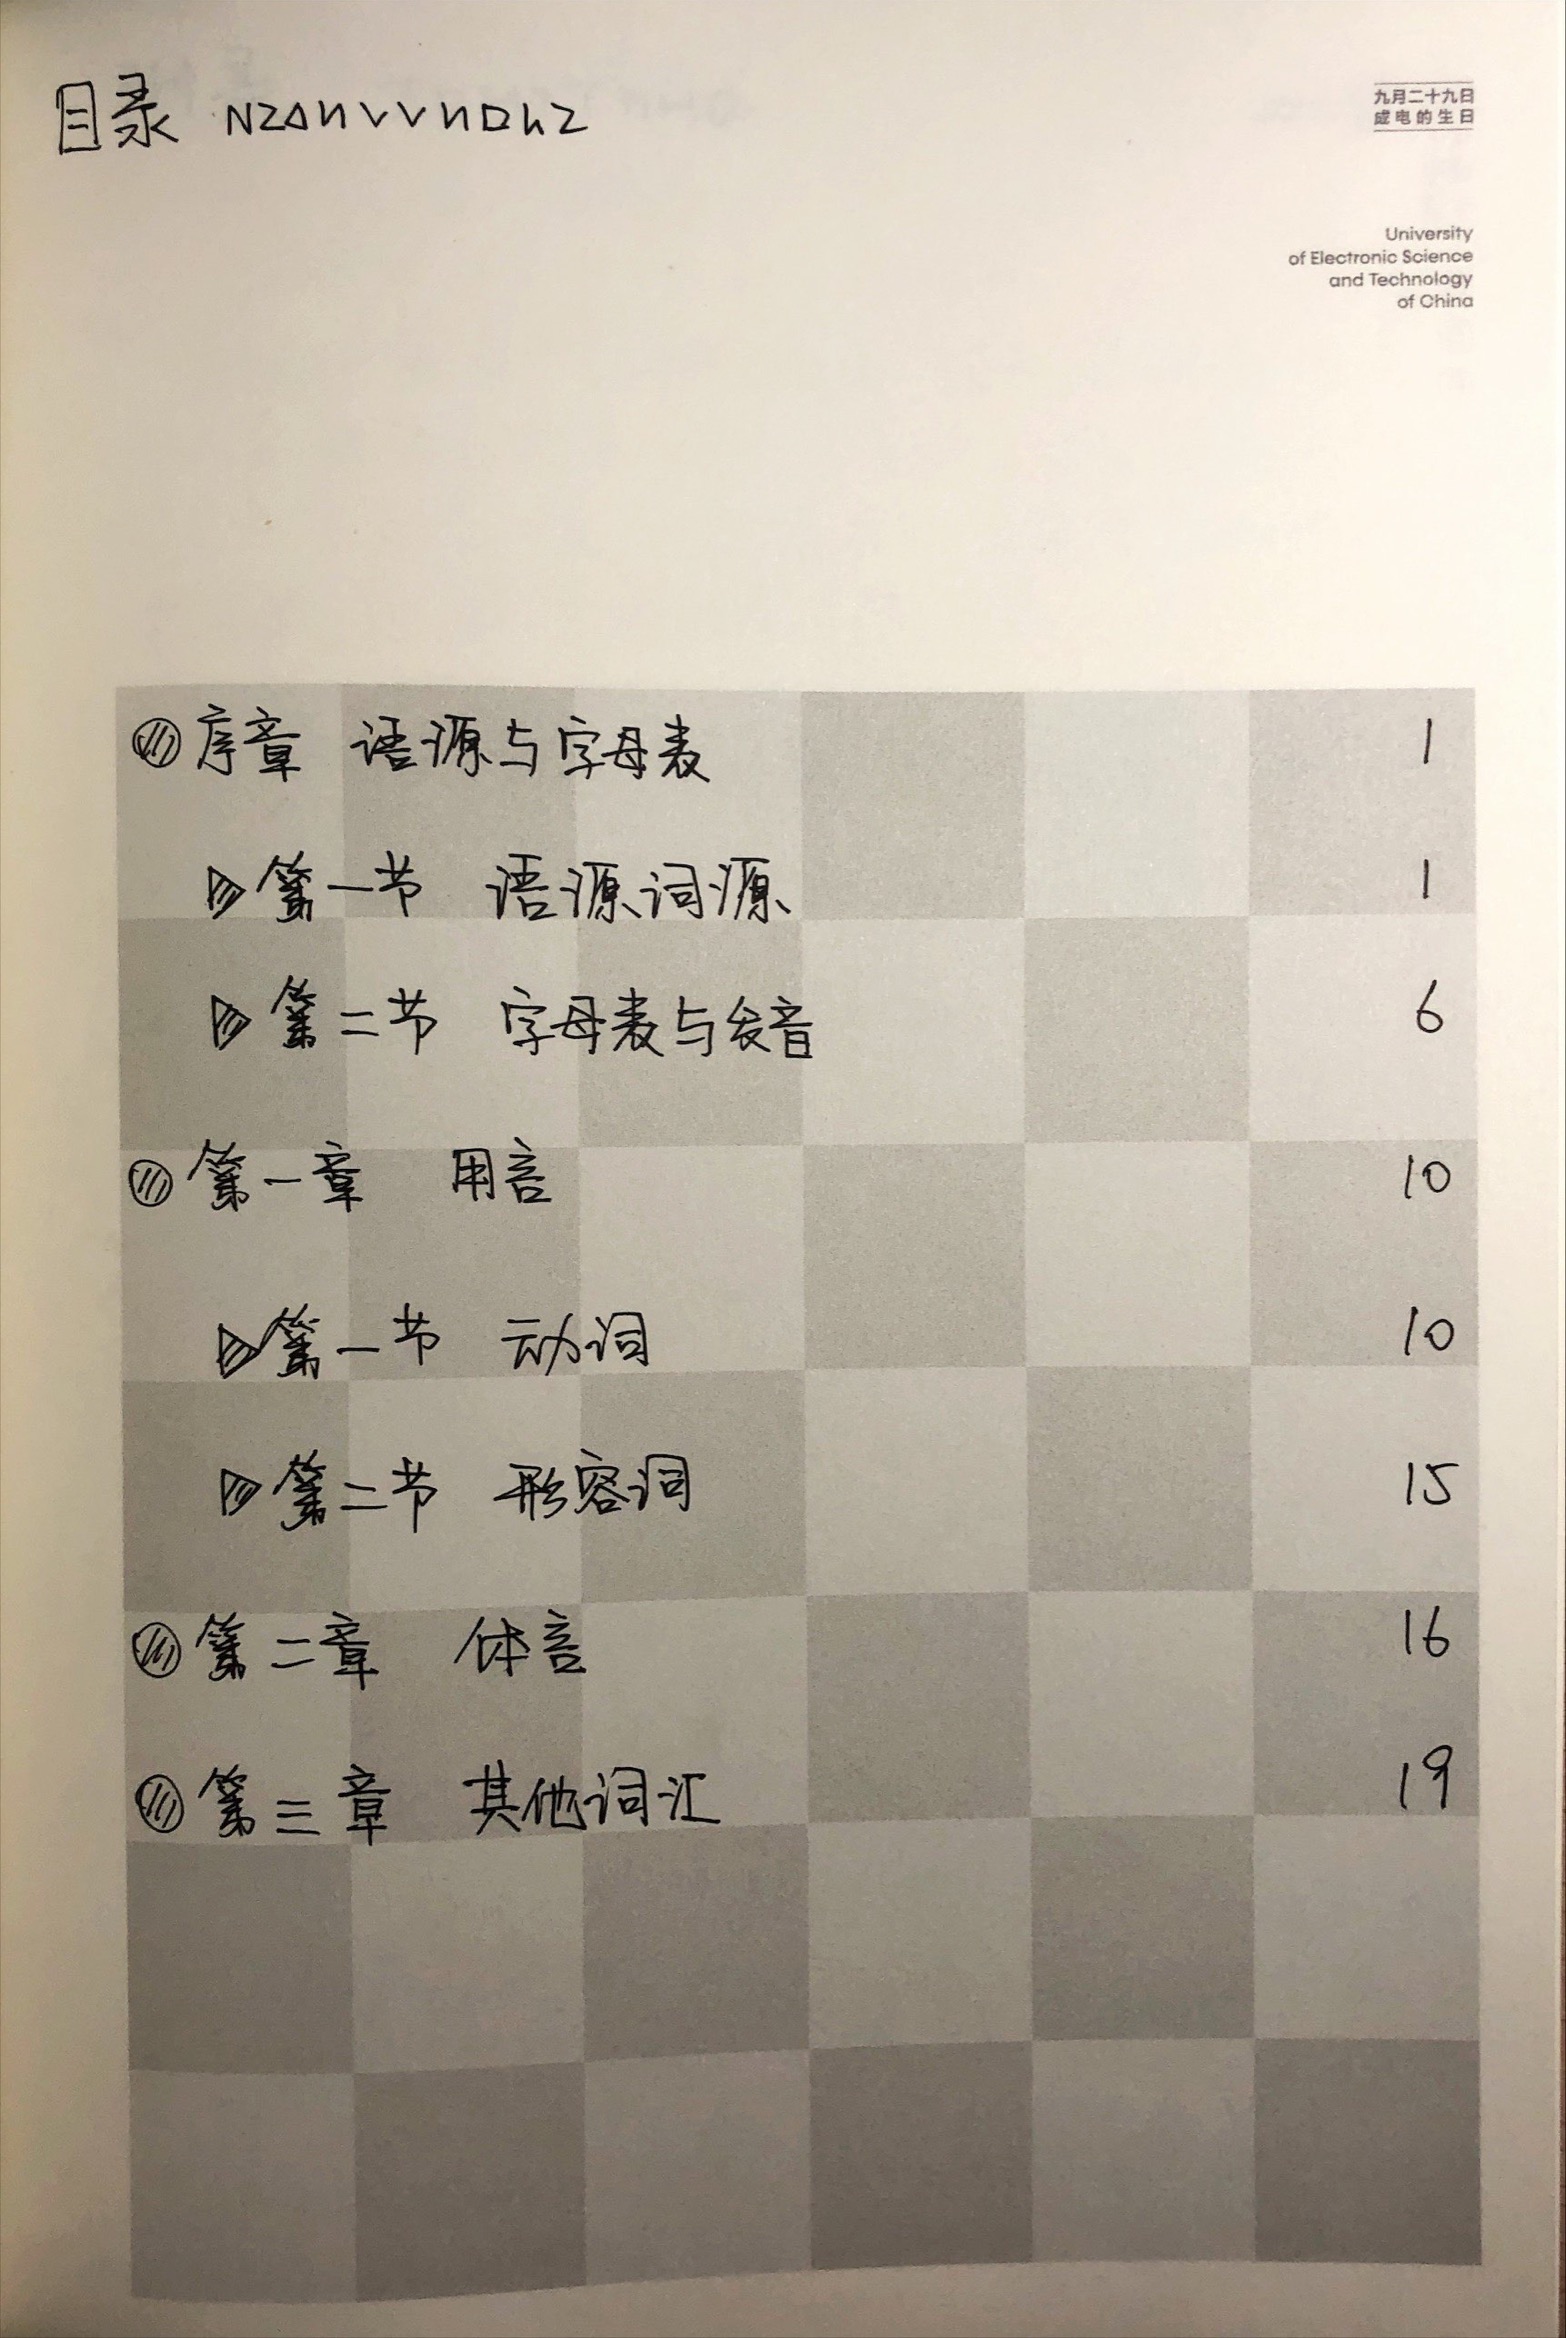 目录
九月二十九日
成电的生日
University
of Electronic Science
and Technology
of China
序章 语源与字母表 1
第一节 语源词源 1
第二节 字母表与发音 6
第一章 用言 10
第一节 动词 10
第二节 形容词 15
第二章 体言 16
第三章 其他词汇 19